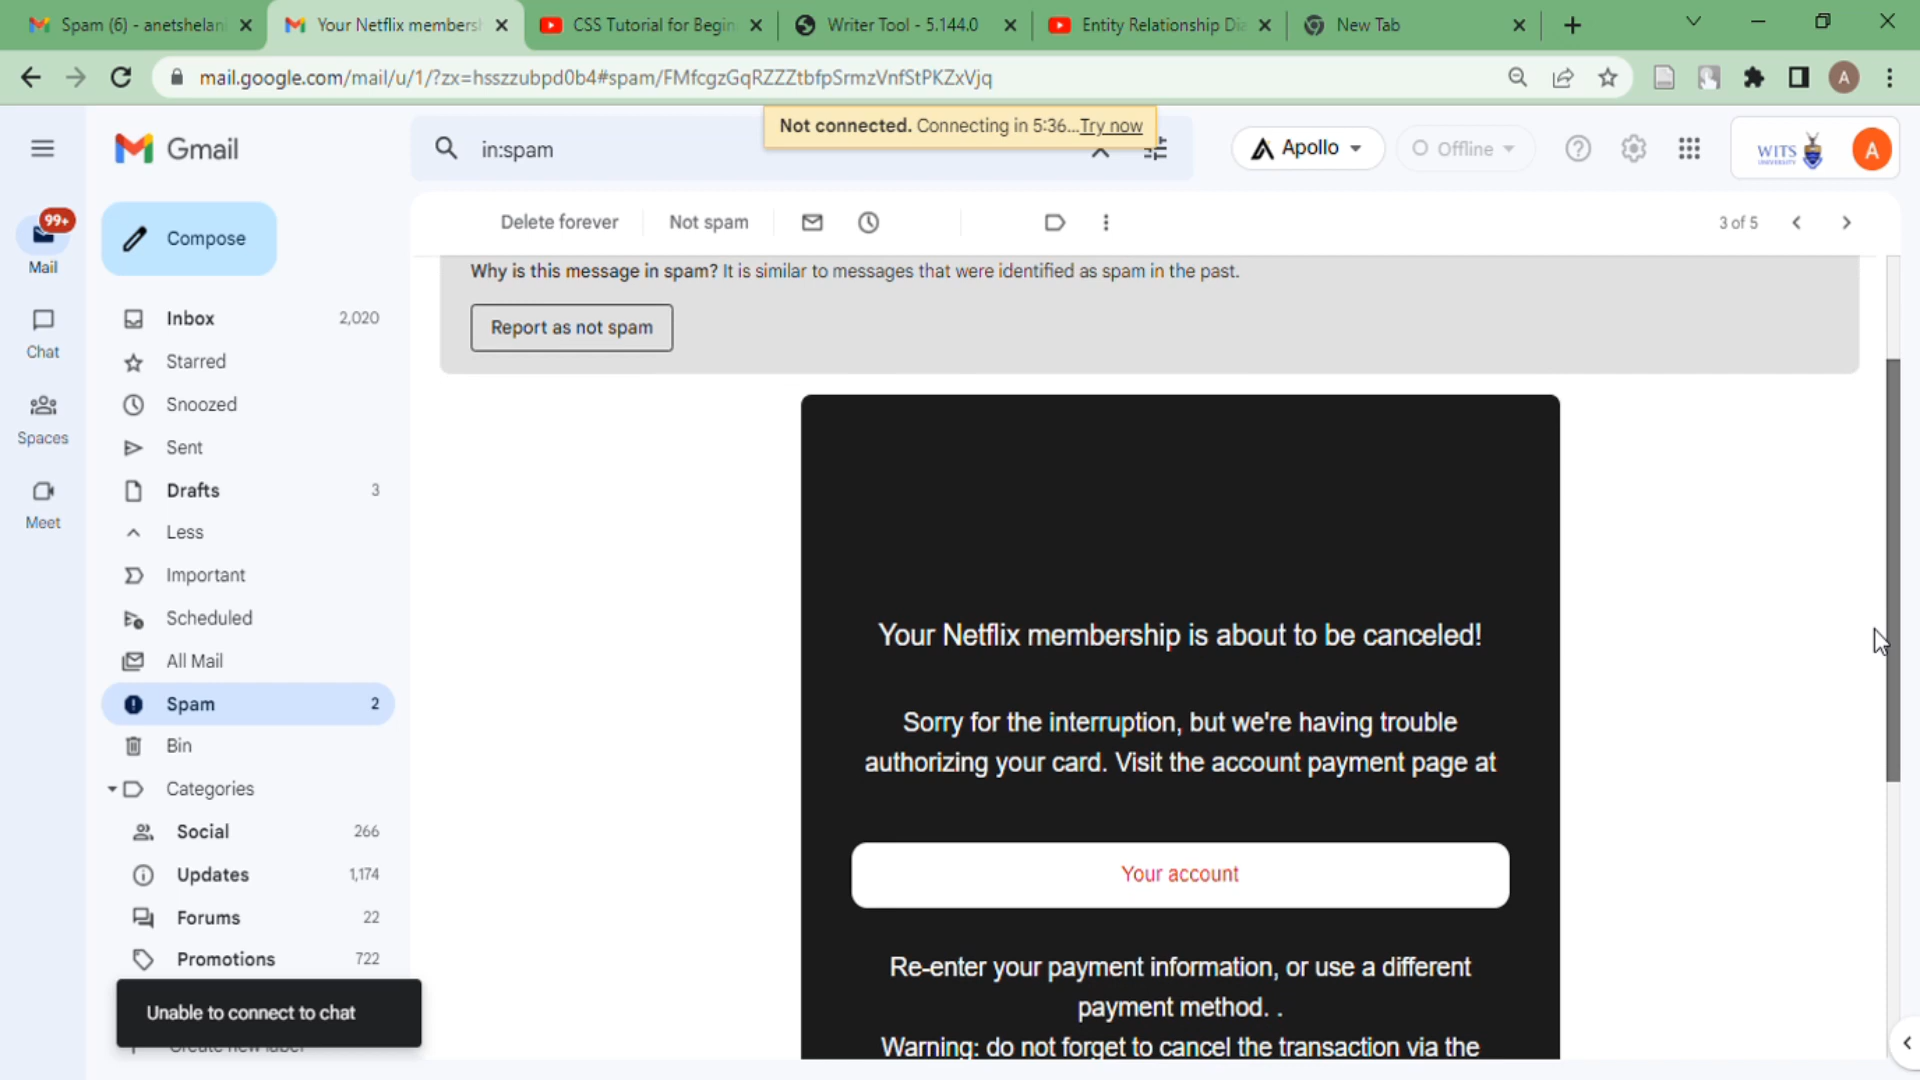 Spam (6) - anetshelan
Your Netflix members
CSS Tutorial for Begin
Writer Tool - 5.144.0
Entity Relationship Di
New Tab
mail.google.com/mail/u/1/?zx=hsszzubpd0b4#spam/FMfcgzGqRZZZtbfpSrmzVnfStPKZxVjq
A
Not connected. Connecting in 5:36...Try now
Gmail
in:spam
Apollo
Offline
WITS
UNIVERSITY
A
99+
Mail
Chat
Spaces
Meet
Compose
Inbox 2,020
Starred
Snoozed
Sent
Drafts 3
Less
Important
Scheduled
All Mail
Spam 2
Bin
Categories
Social 266
Updates 1,174
Forums 22
Promotions 722
Unable to connect to chat
Create new label
Delete forever
Not spam
3 of 5
Why is this message in spam? It is similar to messages that were identified as spam in the past.
Report as not spam
Your Netflix membership is about to be canceled!
Sorry for the interruption, but we're having trouble
authorizing your card. Visit the account payment page at
Your account
Re-enter your payment information, or use a different
payment method. .
Warning: do not forget to cancel the transaction via the